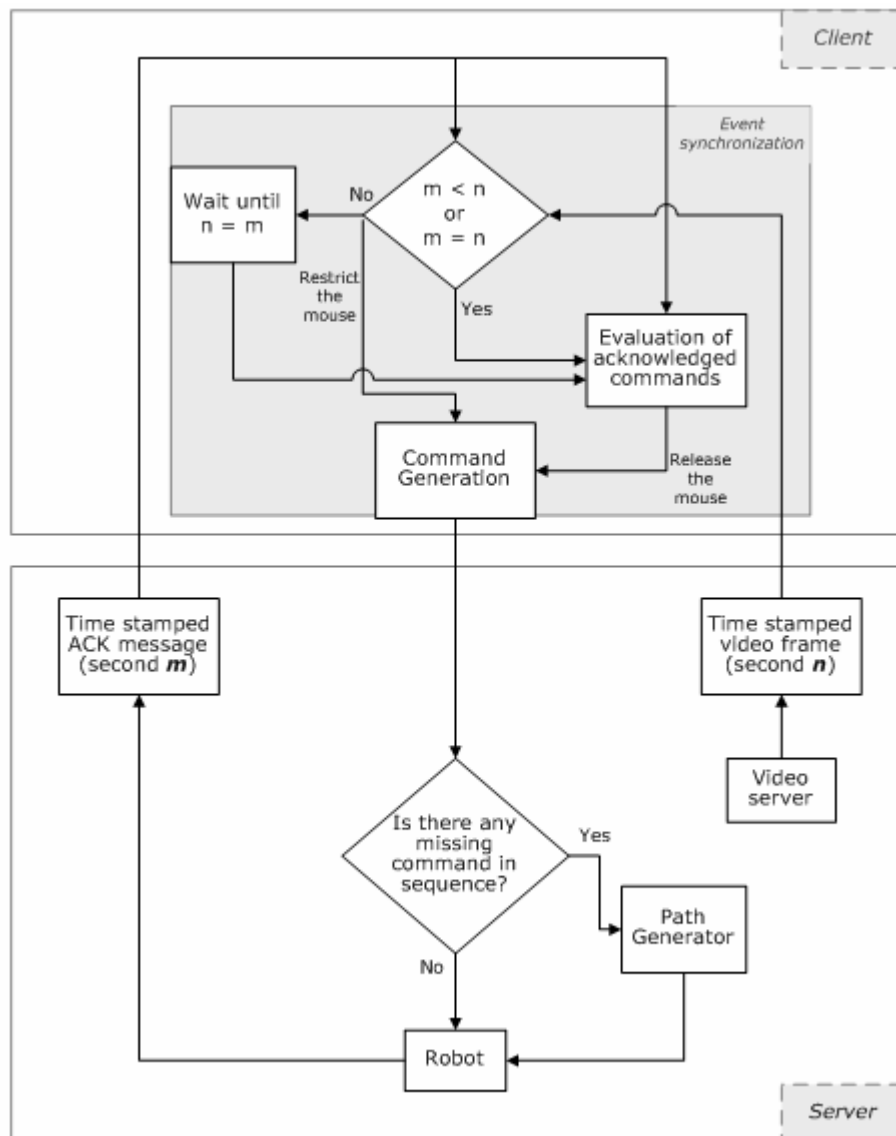 Client
Event
synchronization
Wait until
n = m
No
m < n
or
m = n
Restrict
the
mouse
Yes
Evaluation of
acknowledged
commands
Command
Generation
Release
the
mouse
Time stamped
ACK message
(second m)
Time stamped
video frame
(second n)
Video
server
Is there any
missing
command in
sequence?
Yes
Path
Generator
No
Robot
Server